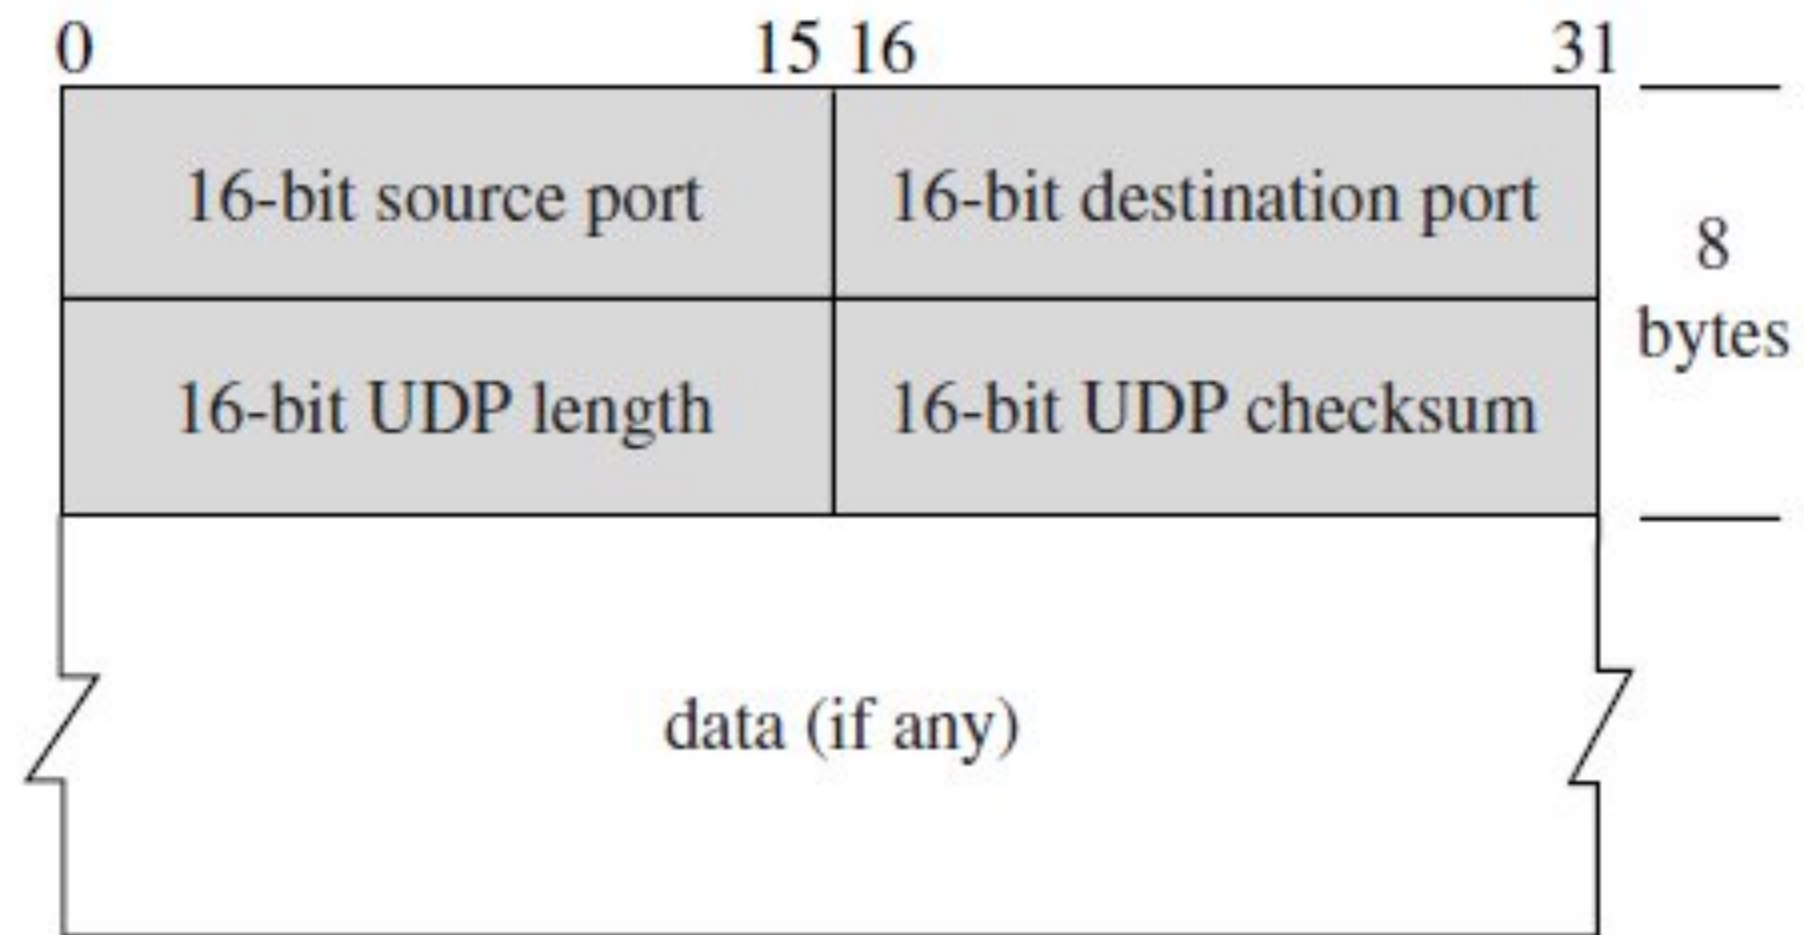 0 15 16 31
16-bit source port 16-bit destination port
8
bytes
16-bit UDP length 16-bit UDP checksum
data (if any)